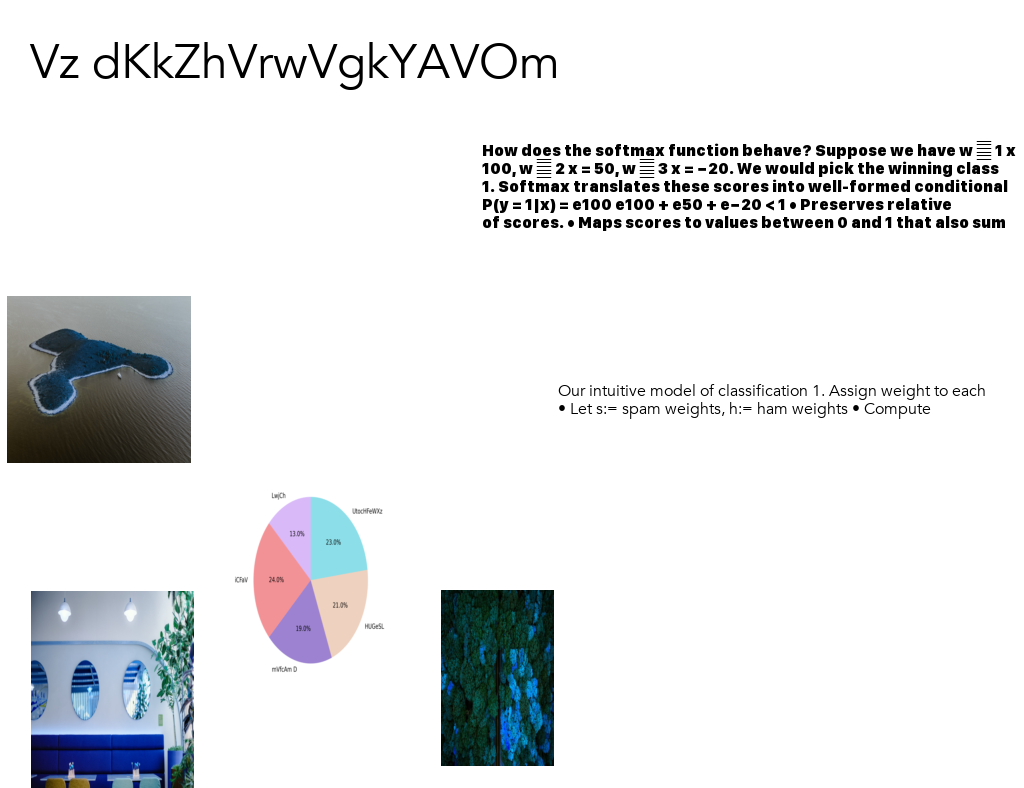 Vz dKkZhVrwVgkYAVOm
How does the softmax function behave? Suppose we have w 1 x
100, w 2 x = 50, w 3 x = −20. We would pick the winning class
1. Softmax translates these scores into well-formed conditional
P(y = 1|x) = e100 e100 + e50 + e−20 < 1 • Preserves relative
of scores. • Maps scores to values between 0 and 1 that also sum
Our intuitive model of classification 1. Assign weight to each
• Let s:= spam weights, h:= ham weights • Compute
LwjCh
UtocHFeWXz
13.0%
23.0%
iCFaV
24.0%
21.0%
HUGeSL
19.0%
mVfcAm D